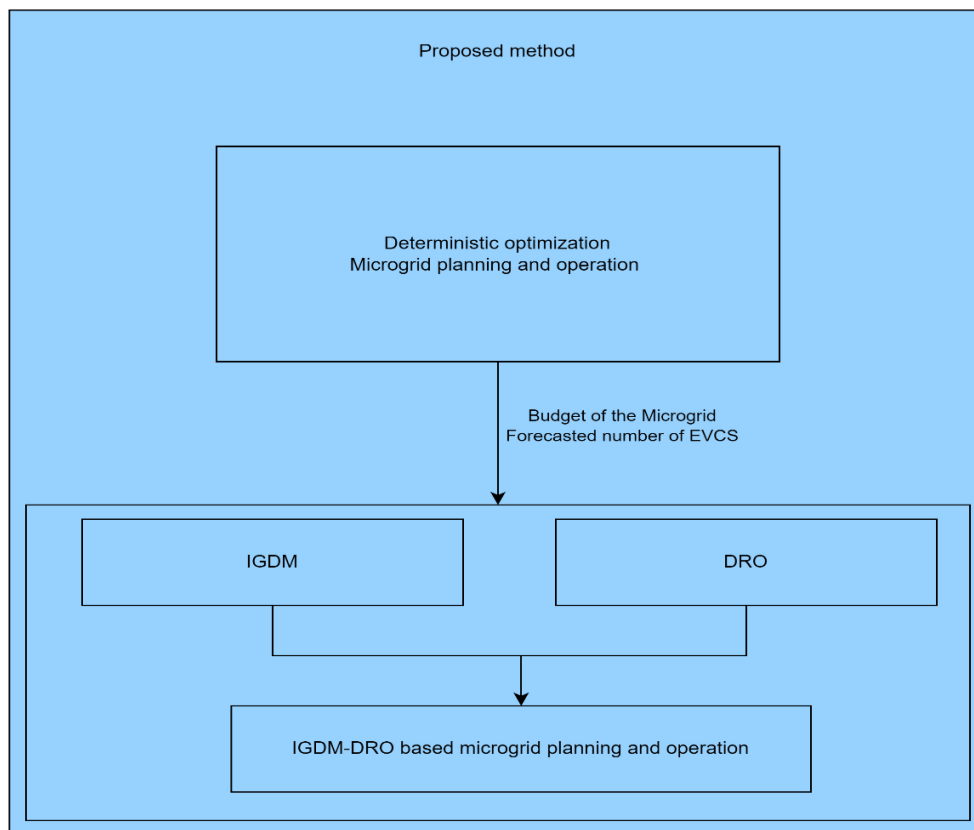 Proposed method
Deterministic optimization
Microgrid planning and operation
Budget of the Microgrid
Forecasted number of EVCS
IGDM
DRO
IGDM-DRO based microgrid planning and operation